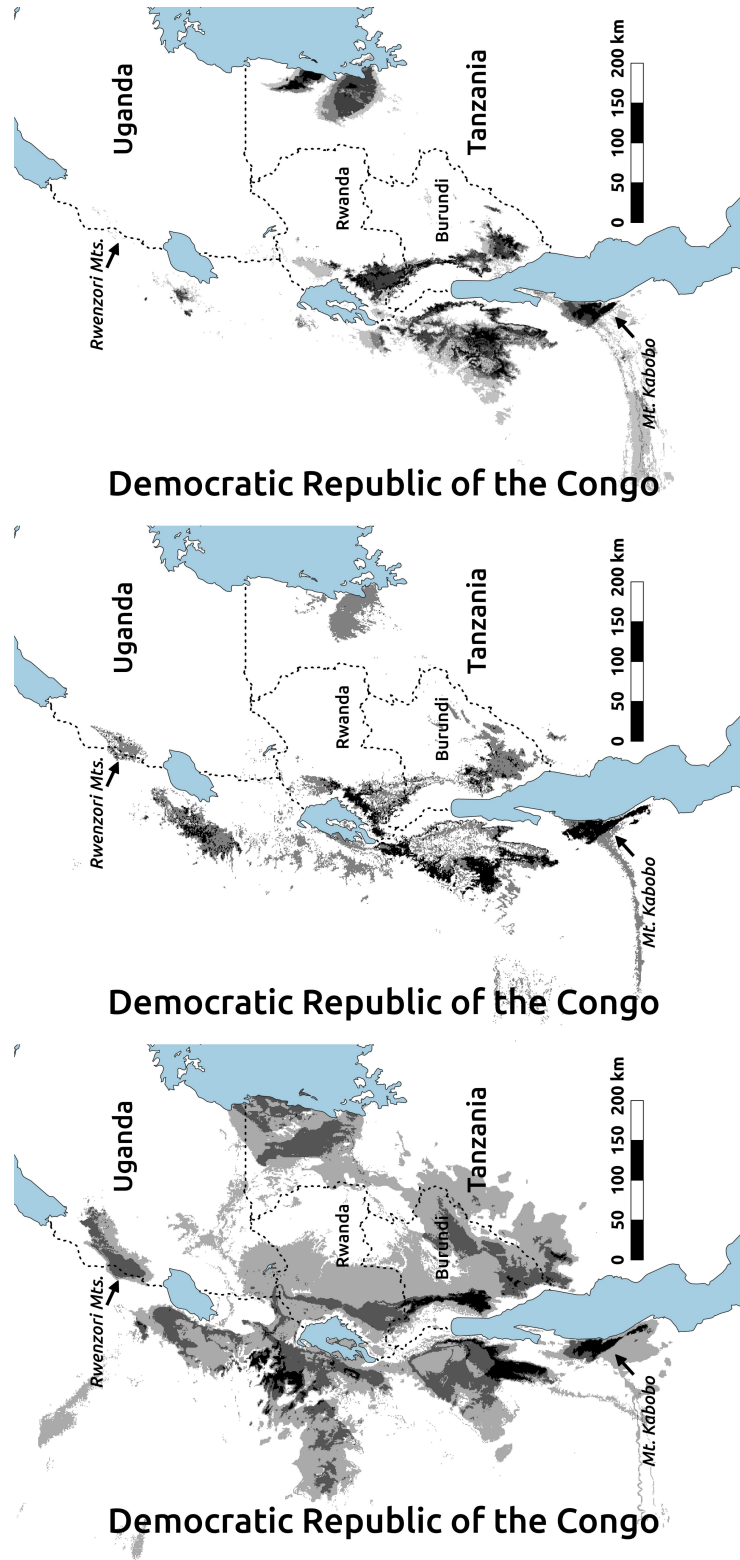 Uganda
Rwenzori Mts.
Rwanda
Burundi
Tanzania
0 50 100 150 200 km
Mt. Kabobo
Democratic Republic of the Congo
Uganda
Rwenzori Mts.
Rwanda
Burundi
Tanzania
0 50 100 150 200 km
Mt. Kabobo
Democratic Republic of the Congo
Uganda
Rwenzori Mts.
Rwanda
Burundi
Tanzania
0 50 100 150 200 km
Mt. Kabobo
Democratic Republic of the Congo